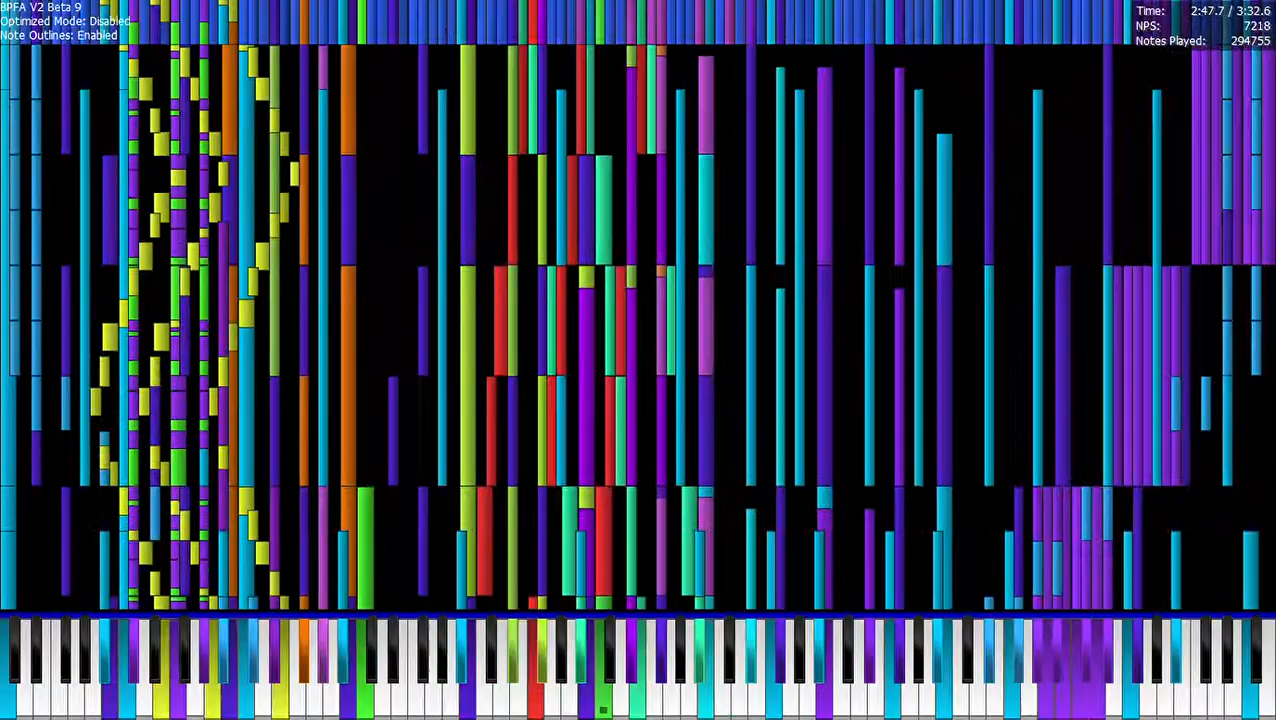 BPFA V2 Beta 9
Optimized Mode: Disabled
Note Outlines: Enabled
Time: 2:47.7 / 3:32.6
NPS: 7218
Notes Played: 294755